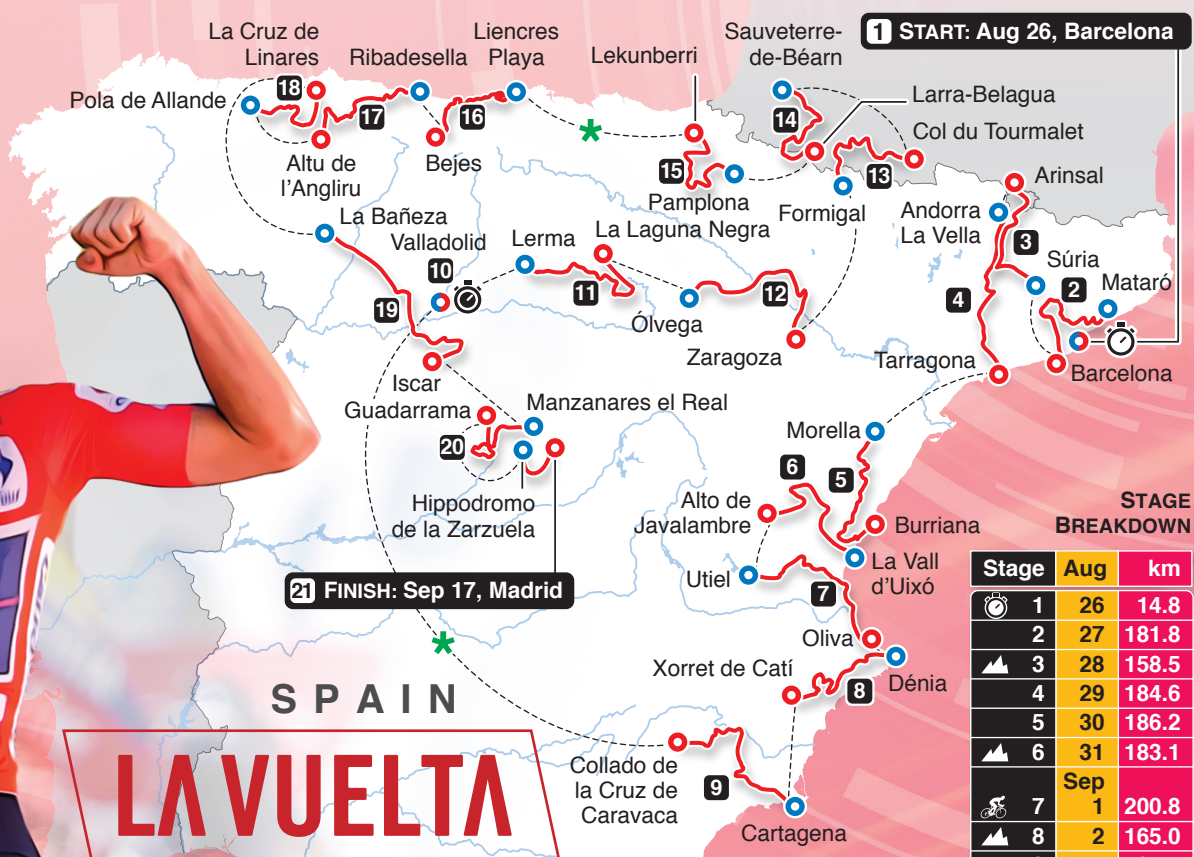 1 START: Aug 26, Barcelona
La Cruz de
Linares
Ribadesella
Liencres
Playa
Lekunberri
Sauveterre-
de-Béarn
Larra-Belagua
Col du Tourmalet
Pola de Allande
18
17
16
Altu de
l'Angliru
Bejes
15
Pamplona
14
13
Formigal
Arinsal
Andorra
La Vella
3
Súria
2
Mataró
La Bañeza
Valladolid
10
Lerma
La Laguna Negra
11
12
19
Ólvega
Zaragoza
4
Tarragona
Barcelona
Iscar
Guadarrama
Manzanares el Real
20
Hippodromo
de la Zarzuela
21 FINISH: Sep 17, Madrid
Morella
6
5
Alto de
Javalambre
Burriana
La Vall
d'Uixó
Utiel
7
Oliva
Xorret de Catí
8
Dénia
Collado de
la Cruz de
Caravaca
9
Cartagena
SPAIN
LA VUELTA
STAGE
BREAKDOWN
Stage Aug km
1 26 14.8
2 27 181.8
3 28 158.5
4 29 184.6
5 30 186.2
6 31 183.1
Sep
7 1 200.8
8 2 165.0